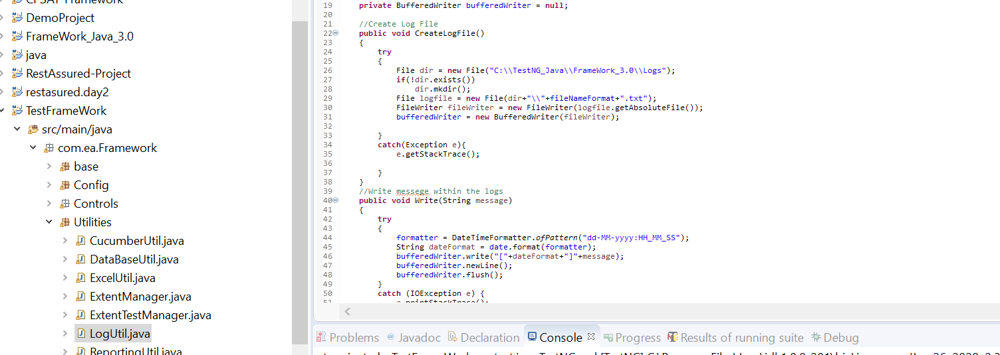 DemoProject
FrameWork_Java_3.0
java
RestAssured-Project
restasured.day2
TestFrameWork
src/main/java
com.ea.Framework
base
Config
Controls
Utilities
CucumberUtil.java
DataBaseUtil.java
ExcelUtil.java
ExtentManager.java
ExtentTestManager.java
LogUtil.java
ReportingUtil.java
19 private BufferedWriter bufferedWriter = null;
20
21 //Create Log File
22 public void CreateLogFile()
23 {
24 try
25 {
26 File dir = new File("C:\\TestNG_Java\\FrameWork_3.0\\Logs");
27 if(!dir.exists())
28 dir.mkdir();
29 File logfile = new File(dir+"\\"+fileNameFormat+".txt");
30 FileWriter fileWriter = new FileWriter(logfile.getAbsoluteFile());
31 bufferedWriter = new BufferedWriter(fileWriter);
32
33 }
34 catch(Exception e){
35 e.getStackTrace();
36
37 }
38 }
39 //Write messege within the logs
40 public void Write(String message)
41 {
42 try
43 {
44 formatter = DateTimeFormatter.ofPattern("dd-MM-yyyy:HH_MM_SS");
45 String dateFormat = date.format(formatter);
46 bufferedWriter.write("["+dateFormat+"]"+message);
47 bufferedWriter.newLine();
48 bufferedWriter.flush();
49 }
50 catch (IOException e) {
51 e.printStackTrace();
Problems @ Javadoc Declaration Console Progress Results of running suite Debug